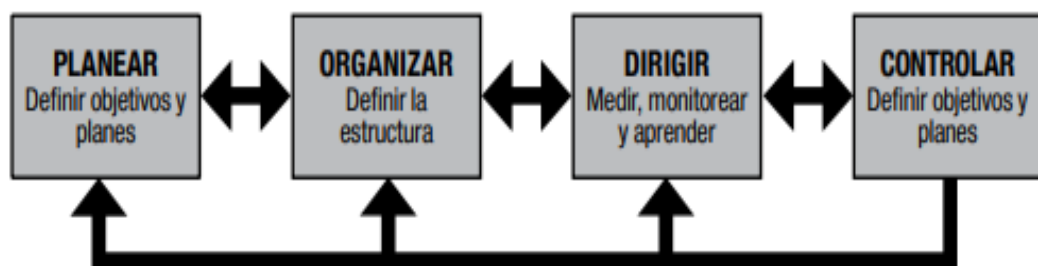 PLANEAR
Definir objetivos y
planes
ORGANIZAR
Definir la
estructura
DIRIGIR
Medir, monitorear
y aprender
CONTROLAR
Definir objetivos y
planes